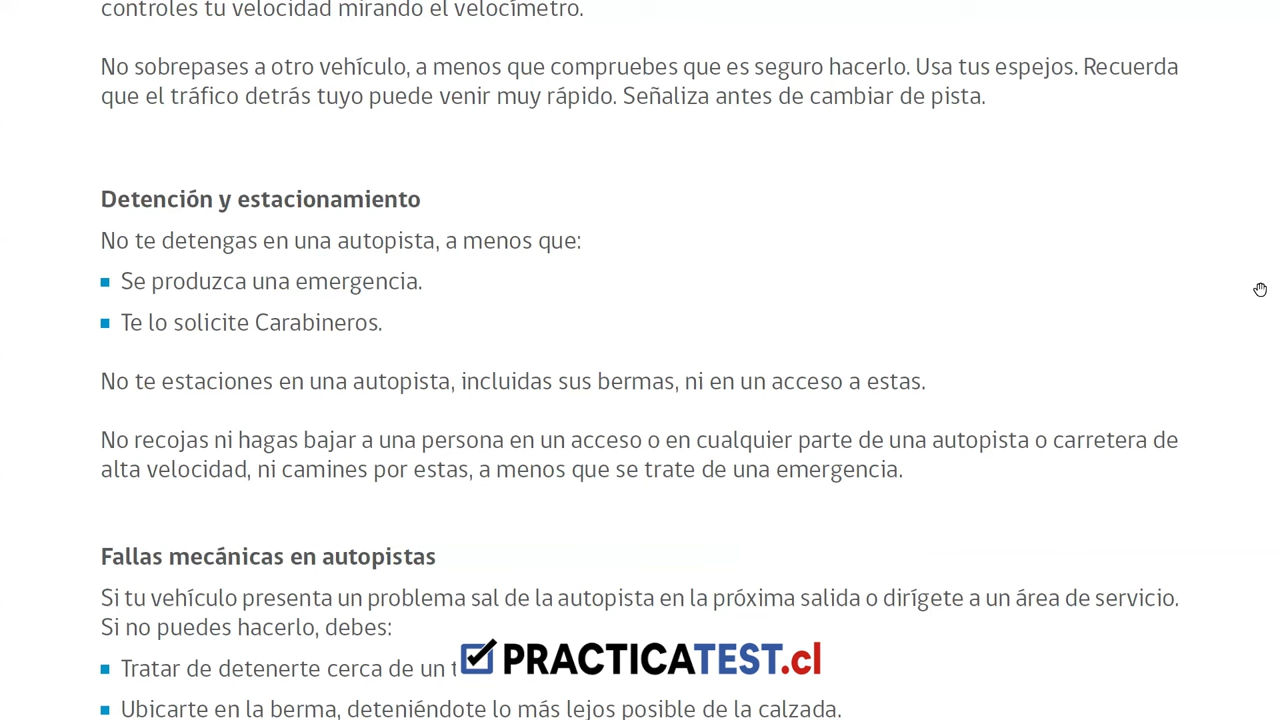 controles tu velocidad mirando el velocímetro.
No sobrepases a otro vehículo, a menos que compruebes que es seguro hacerlo. Usa tus espejos. Recuerda
que el tráfico detrás tuyo puede venir muy rápido. Señaliza antes de cambiar de pista.
Detención y estacionamiento
No te detengas en una autopista, a menos que:
Se produzca una emergencia.
Te lo solicite Carabineros.
No te estaciones en una autopista, incluidas sus bermas, ni en un acceso a estas.
No recojas ni hagas bajar a una persona en un acceso o en cualquier parte de una autopista o carretera de
alta velocidad, ni camines por estas, a menos que se trate de una emergencia.
Fallas mecánicas en autopistas
Si tu vehículo presenta un problema sal de la autopista en la próxima salida o dirígete a un área de servicio.
Si no puedes hacerlo, debes:
Tratar de detenerte cerca de un
PRACTICATEST.cl
Ubicarte en la berma, deteniéndote lo más lejos posible de la calzada.